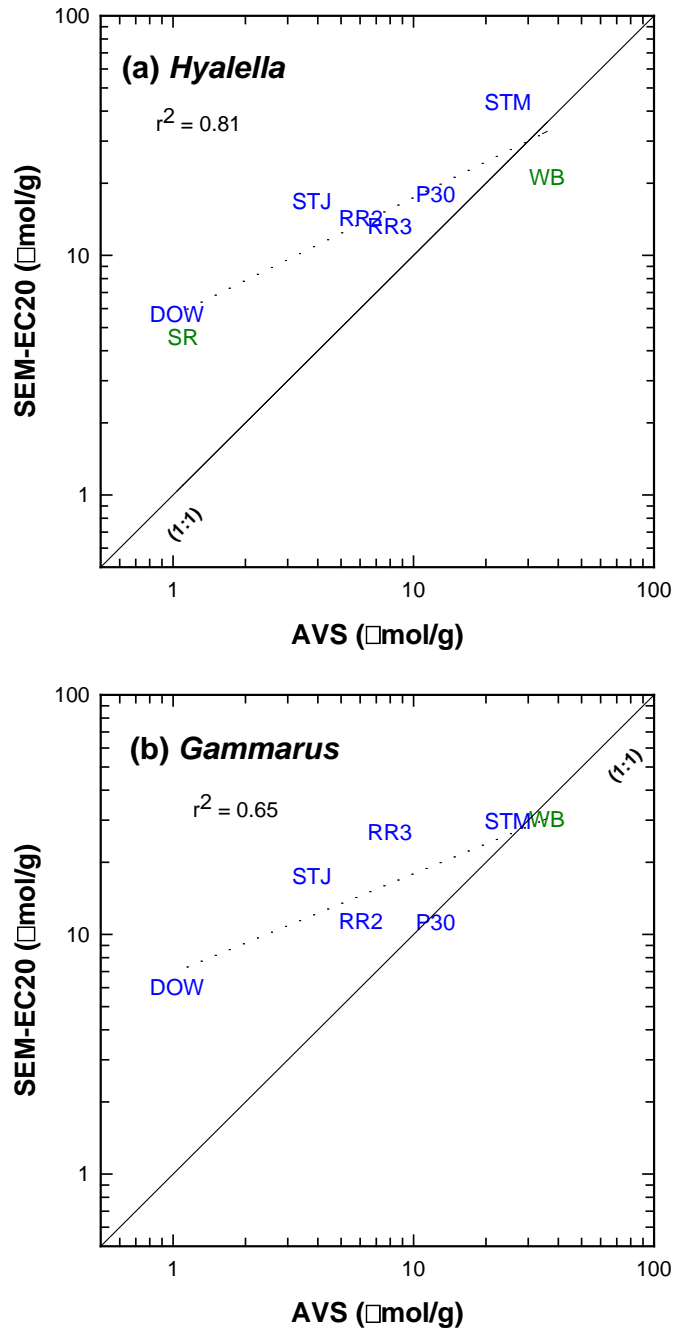 100
(a) Hyalella
r² = 0.81
STM
WB
P30
STJ
RR2
RR3
10
DOW
SR
SEM-EC20 (□mol/g)
1
(1:1)
1
10
100
AVS (□mol/g)
100
(b) Gammarus
(1:1)
r² = 0.65
RR3
STM
WB
STJ
RR2
P30
10
DOW
SEM-EC20 (□mol/g)
1
1
10
100
AVS (□mol/g)